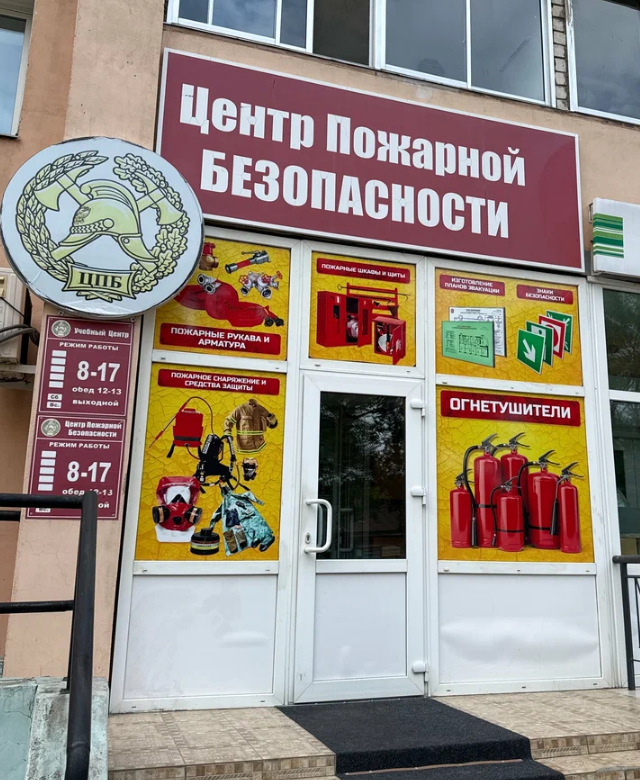 Центр Пожарной
БЕЗОПАСНОСТИ
ЦПБ
ПОЖАРНЫЕ РУКАВА И
АРМАТУРА
ПОЖАРНЫЕ ШКАФЫ И ЩИТЫ
ИЗГОТОВЛЕНИЕ
ПЛАНОВ ЭВАКУАЦИИ
ЗНАКИ
БЕЗОПАСНОСТИ
ПОЖАРНОЕ СНАРЯЖЕНИЕ И
СРЕДСТВА ЗАЩИТЫ
ОГНЕТУШИТЕЛИ
Учебный Центр
РЕЖИМ РАБОТЫ
8-17
обед 12-13
Сб
Вс.
выходной
Центр Пожарной
Безопасности
РЕЖИМ РАБОТЫ
8-17
обед 12-13